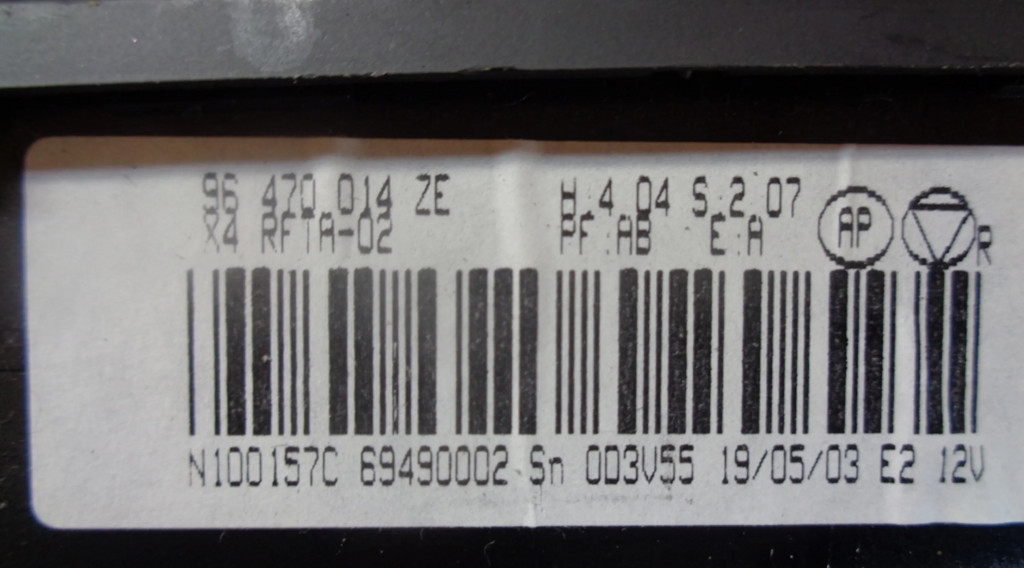 96 470 014 ZE H:4.04 S:2.07
X4 RFTA-02 PF:AB E:A AP R
N100157C 69490002 Sn 0D3V55 19/05/03 E2 12V